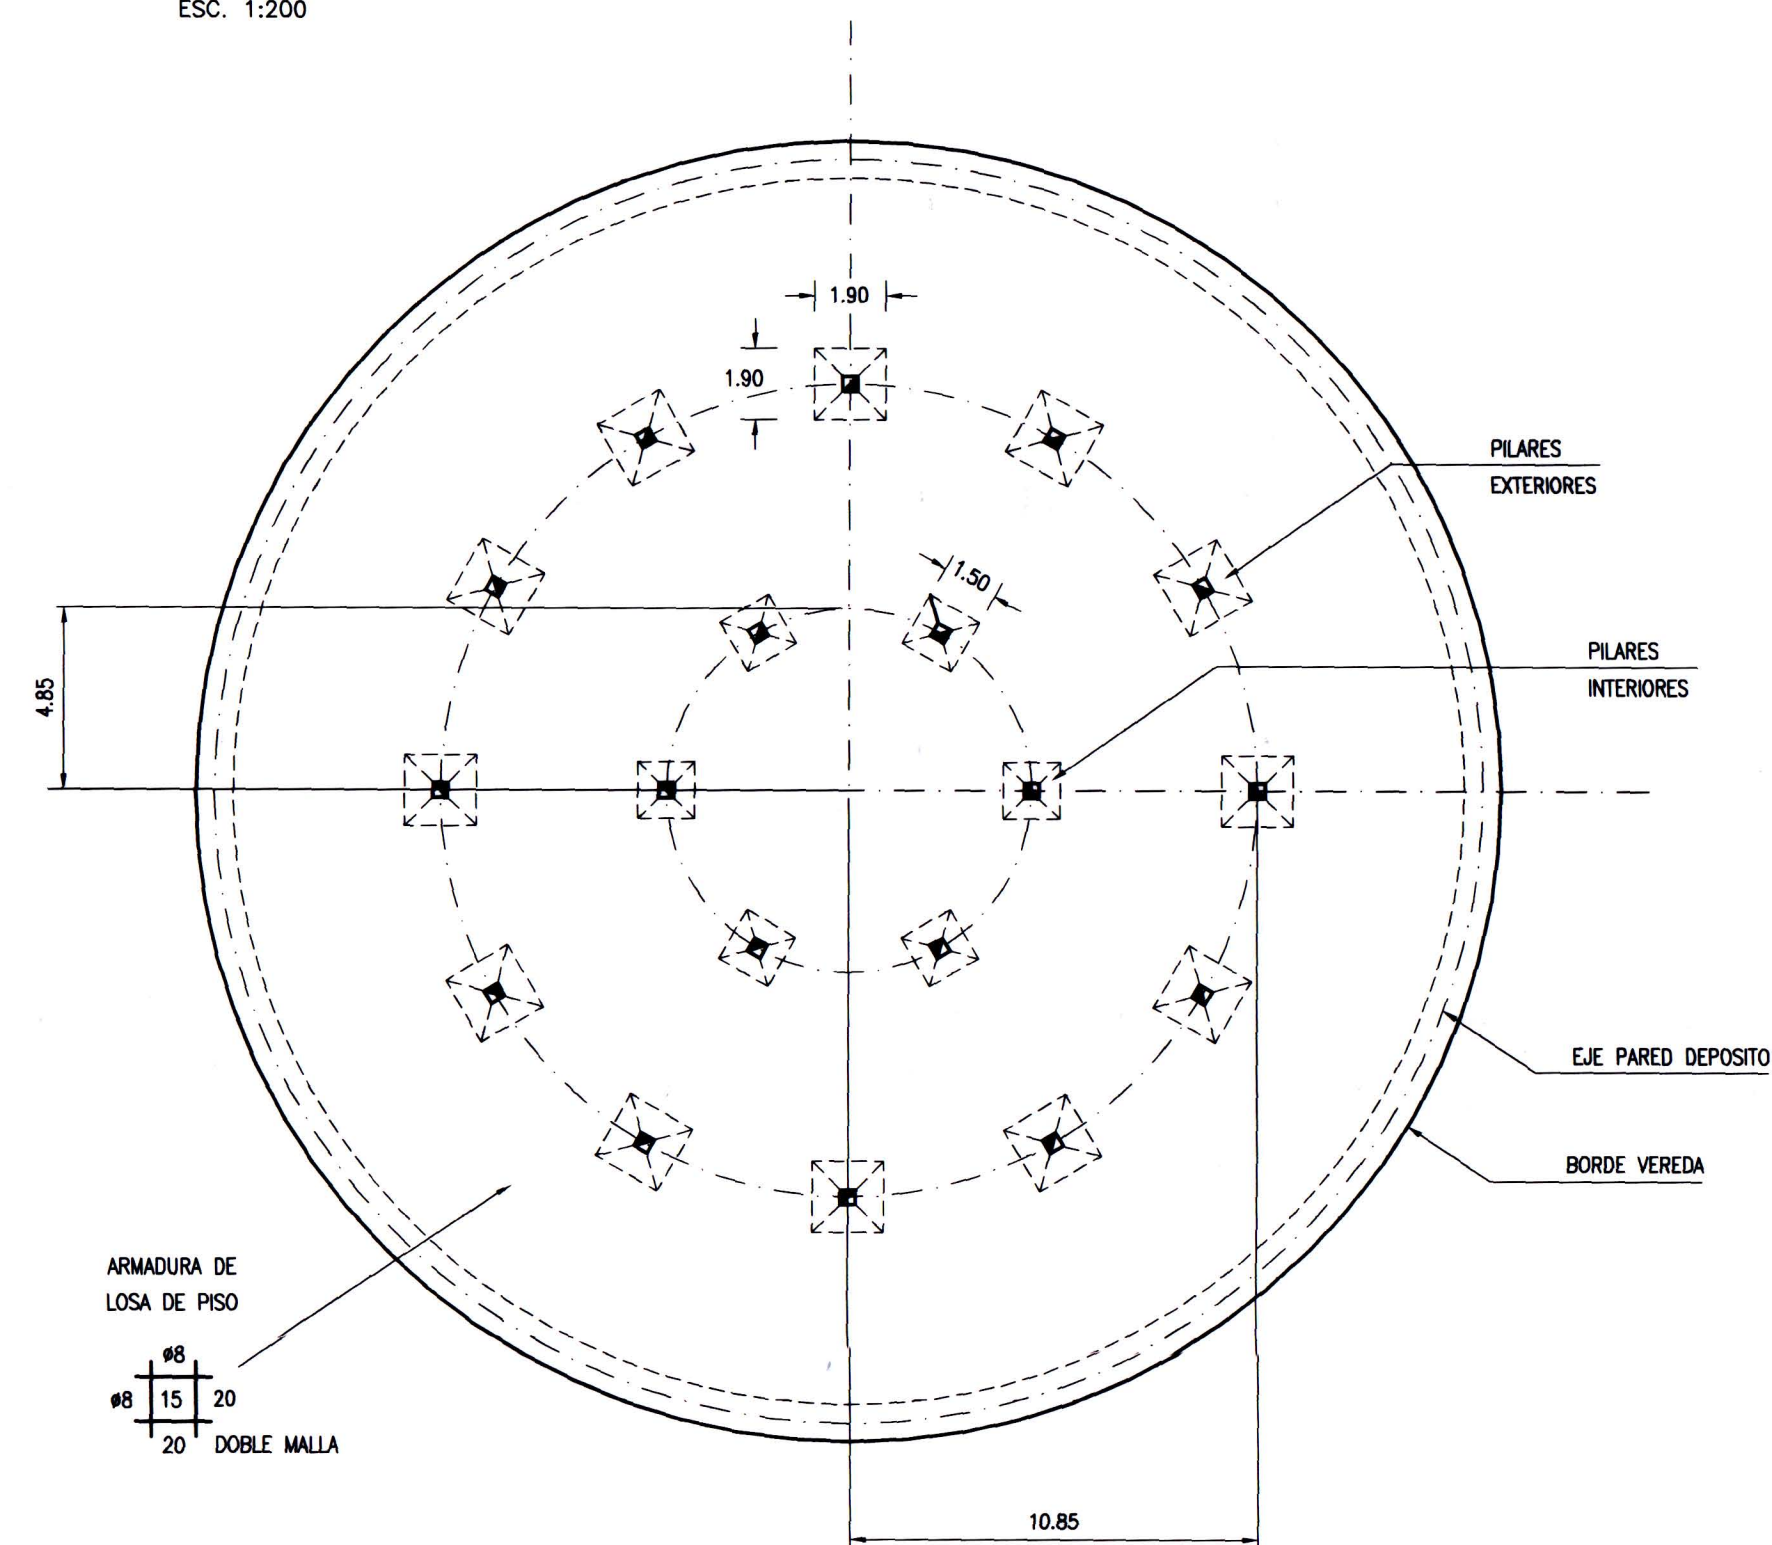 ESC. 1:200
1.90
1.90
PILARES
EXTERIORES
1.50
PILARES
INTERIORES
4.85
EJE PARED DEPOSITO
BORDE VEREDA
ARMADURA DE
LOSA DE PISO
ø8
ø8 15 20
20 DOBLE MALLA
10.85